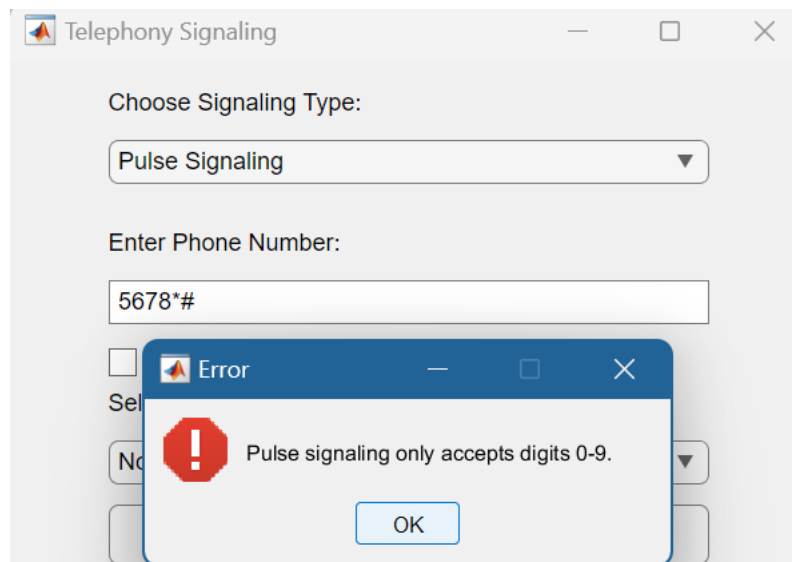 Telephony Signaling
Choose Signaling Type:
Pulse Signaling
Enter Phone Number:
5678*#
Error
Pulse signaling only accepts digits 0-9.
OK